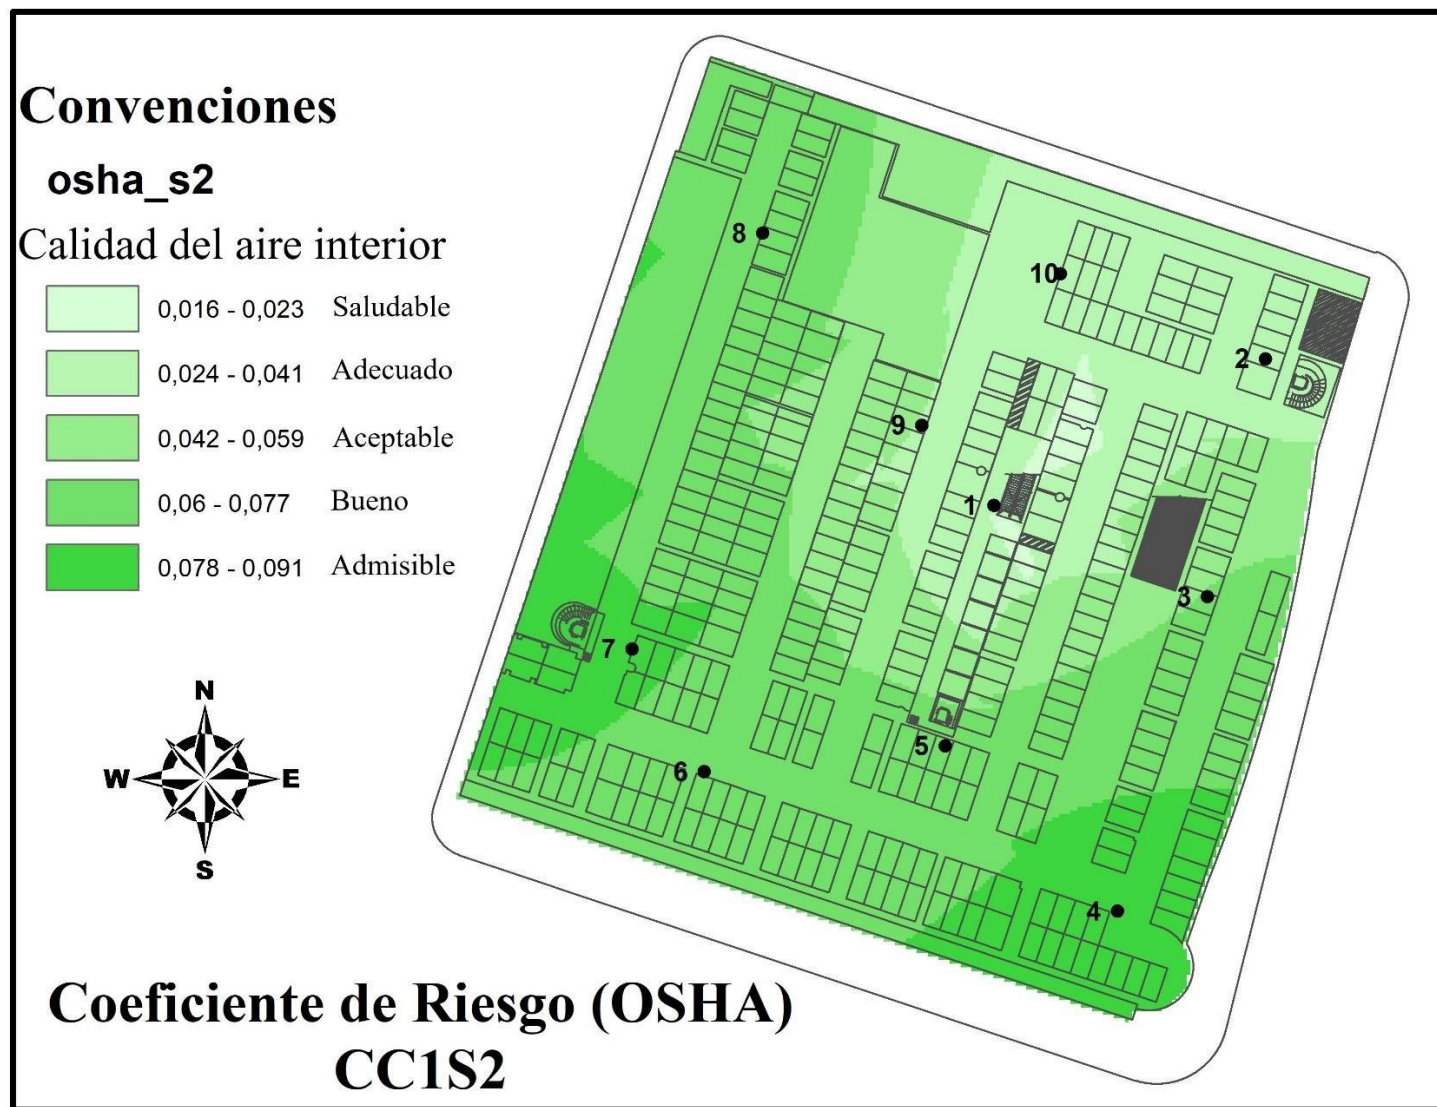 Convenciones
osha_s2
Calidad del aire interior
0,016 - 0,023 Saludable
0,024 - 0,041 Adecuado
0,042 - 0,059 Aceptable
0,06 - 0,077 Bueno
0,078 - 0,091 Admisible
8
10
2
9
1
3
7
5
6
4
N
W E
S
Coeficiente de Riesgo (OSHA)
CC1S2